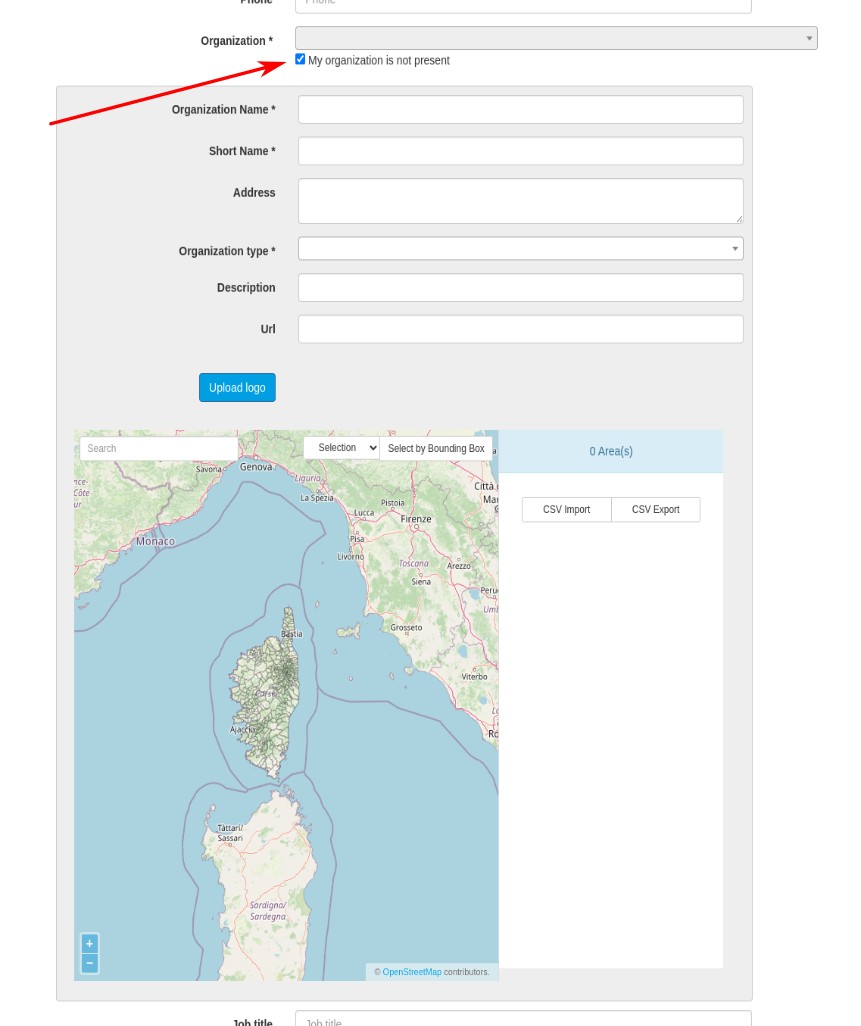 Phone
Phone
Organization *
My organization is not present
Organization Name *
Short Name *
Address
Organization type *
Description
Url
Upload logo
Search
Selection
Select by Bounding Box
0 Area(s)
CSV Import
CSV Export
Savona
Genova
Liguria
La Spezia
Lucca
Pistoia
Firenze
Città
Pisa
Monaco
Livorno
Toscana
Arezzo
Siena
Grosseto
Bastia
Viterbo
Corse
Ajaccio
Tàttari/
Sassari
Sardigna/
Sardegna
+
−
© OpenStreetMap contributors.
Job title
Job title